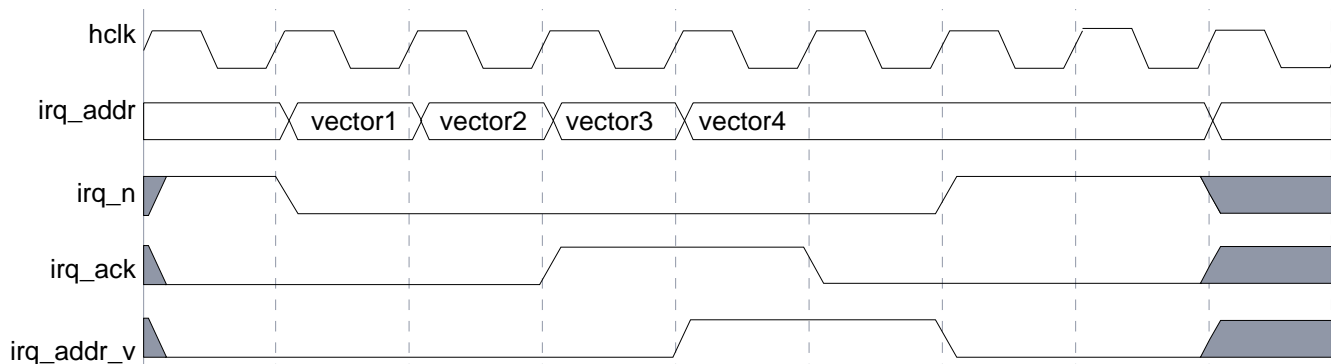 hclk
irq_addr
vector1 vector2 vector3 vector4
irq_n
irq_ack
irq_addr_v